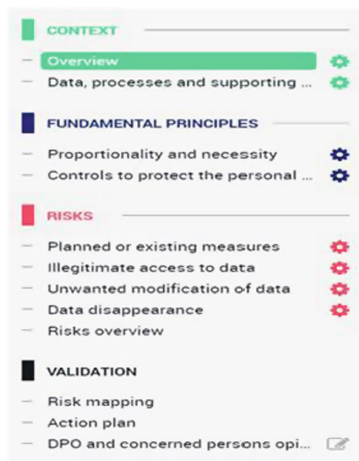 CONTEXT
Overview
Data, processes and supporting ...
FUNDAMENTAL PRINCIPLES
Proportionality and necessity
Controls to protect the personal ...
RISKS
Planned or existing measures
Illegitimate access to data
Unwanted modification of data
Data disappearance
Risks overview
VALIDATION
Risk mapping
Action plan
DPO and concerned persons opi...